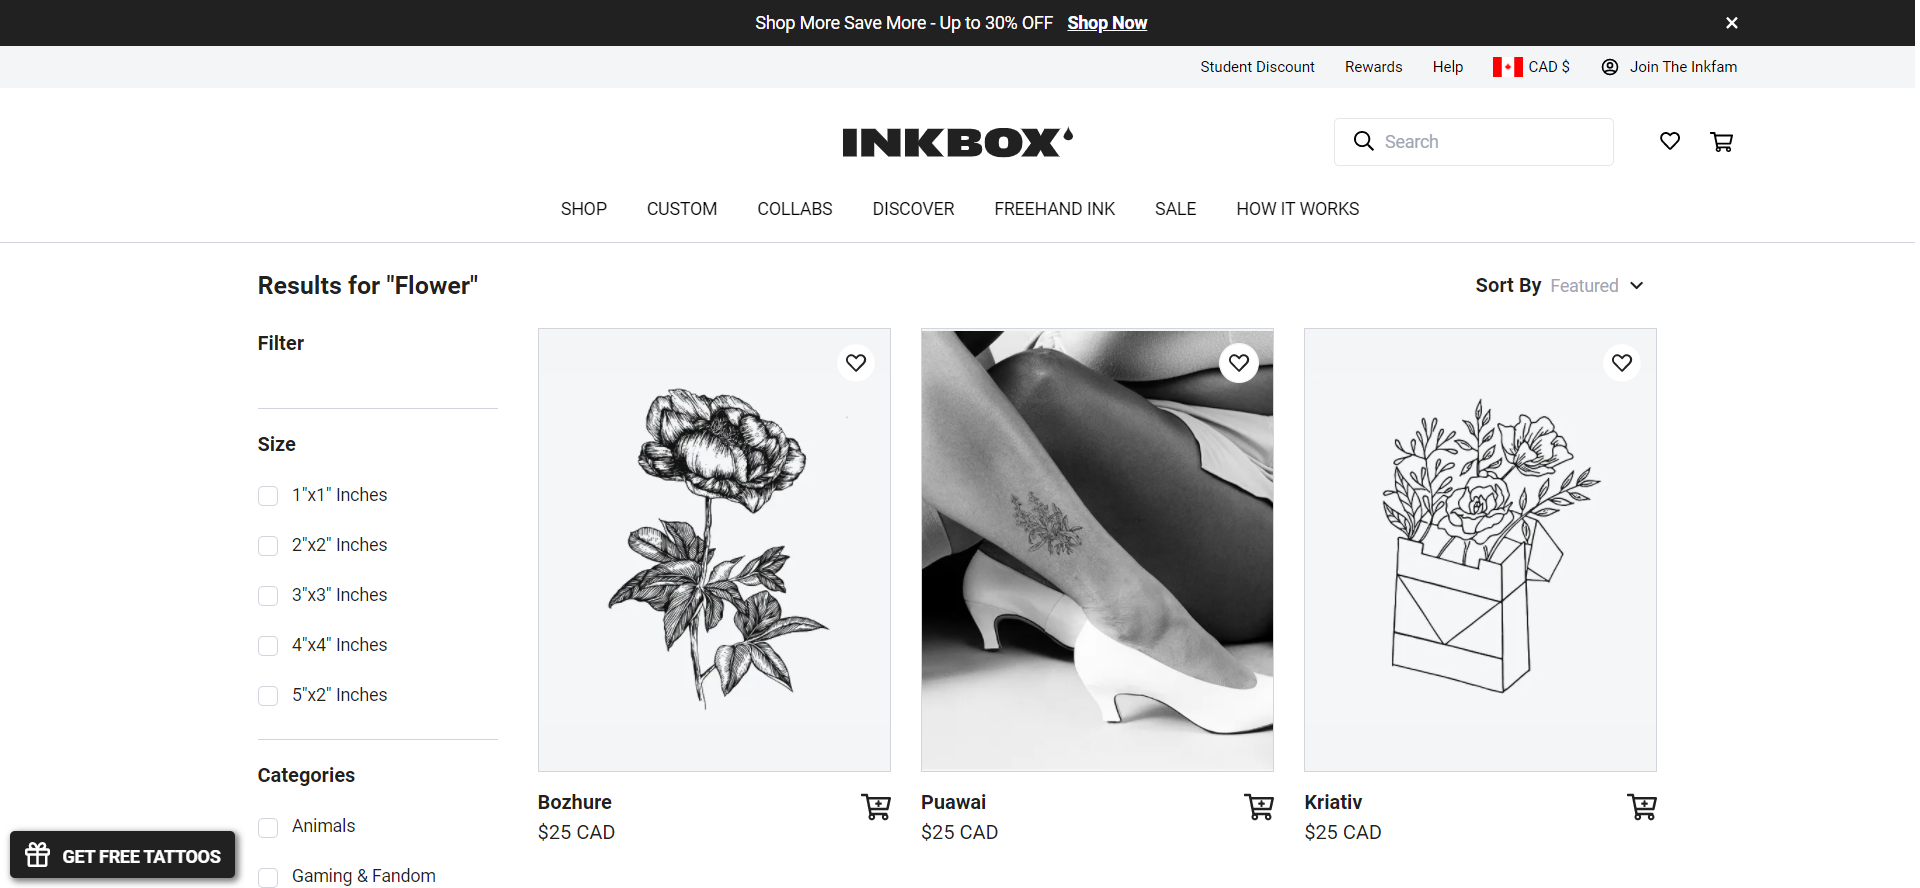 Shop More Save More - Up to 30% OFF Shop Now
Student Discount Rewards Help CAD $ Join The Inkfam
INKBOX
Search
SHOP CUSTOM COLLABS DISCOVER FREEHAND INK SALE HOW IT WORKS
Results for "Flower"
Sort By Featured
Filter
Size
1"x1" Inches
2"x2" Inches
3"x3" Inches
4"x4" Inches
5"x2" Inches
Categories
Animals
Gaming & Fandom
Bozhure
$25 CAD
Puawai
$25 CAD
Kriativ
$25 CAD
GET FREE TATTOOS